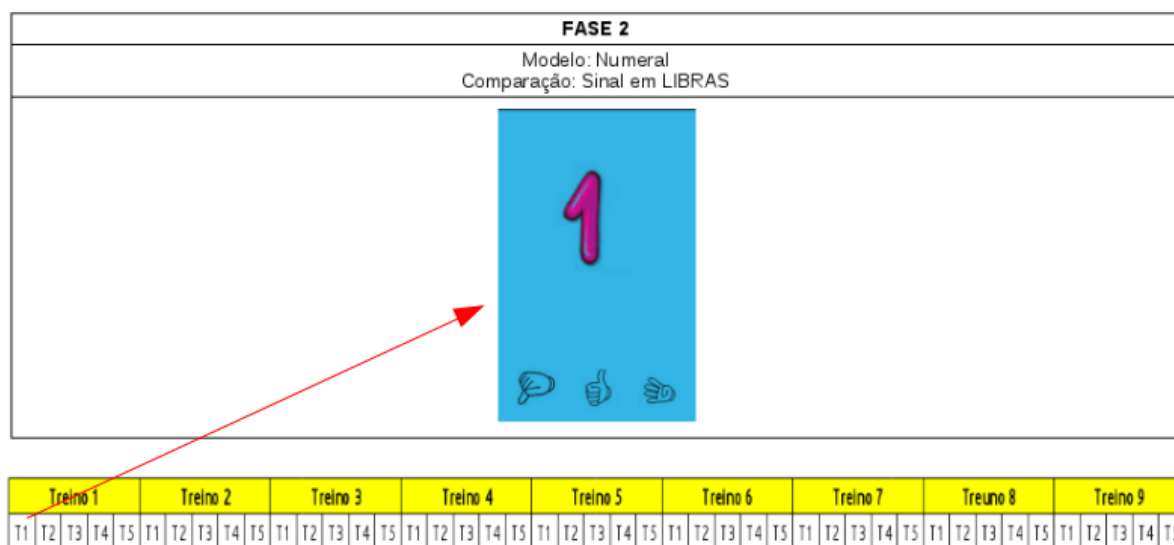 FASE 2
Modelo: Numeral
Comparação: Sinal em LIBRAS
1
Treino 1 Treino 2 Treino 3 Treino 4 Treino 5 Treino 6 Treino 7 Treuno 8 Treino 9
T1 T2 T3 T4 T5 T1 T2 T3 T4 T5 T1 T2 T3 T4 T5 T1 T2 T3 T4 T5 T1 T2 T3 T4 T5 T1 T2 T3 T4 T5 T1 T2 T3 T4 T5 T1 T2 T3 T4 T5 T1 T2 T3 T4